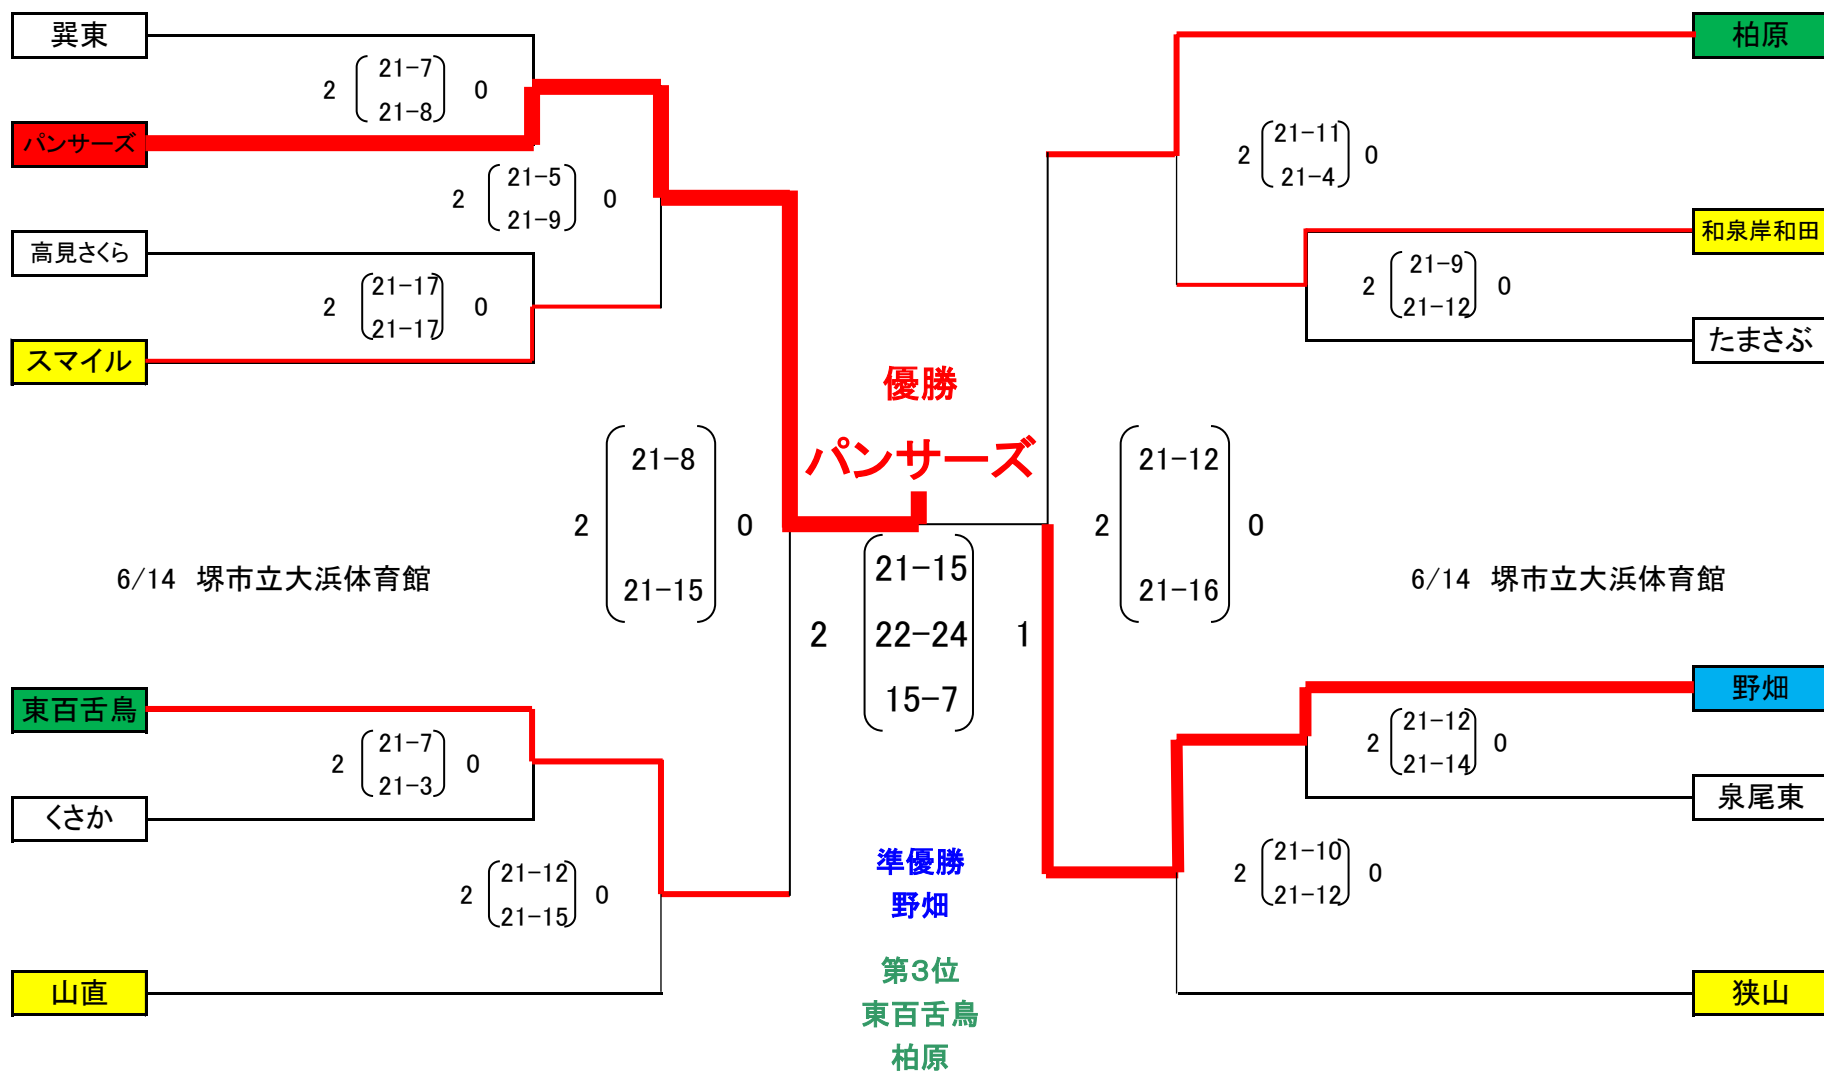 巽東
2 21-7 0
21-8
パンサーズ
2 21-5 0
21-9
高見さくら
2 21-17 0
21-17
スマイル
柏原
2 21-11 0
21-4
和泉岸和田
2 21-9 0
21-12
たまさぶ
優勝
パンサーズ
2 21-8 0
21-15
2 21-12 0
21-16
6/14 堺市立大浜体育館
6/14 堺市立大浜体育館
21-15
2 22-24 1
15-7
東百舌鳥
2 21-7 0
21-3
くさか
2 21-12 0
21-15
山直
野畑
2 21-12 0
21-14
泉尾東
2 21-10 0
21-12
狭山
準優勝
野畑
第3位
東百舌鳥
柏原